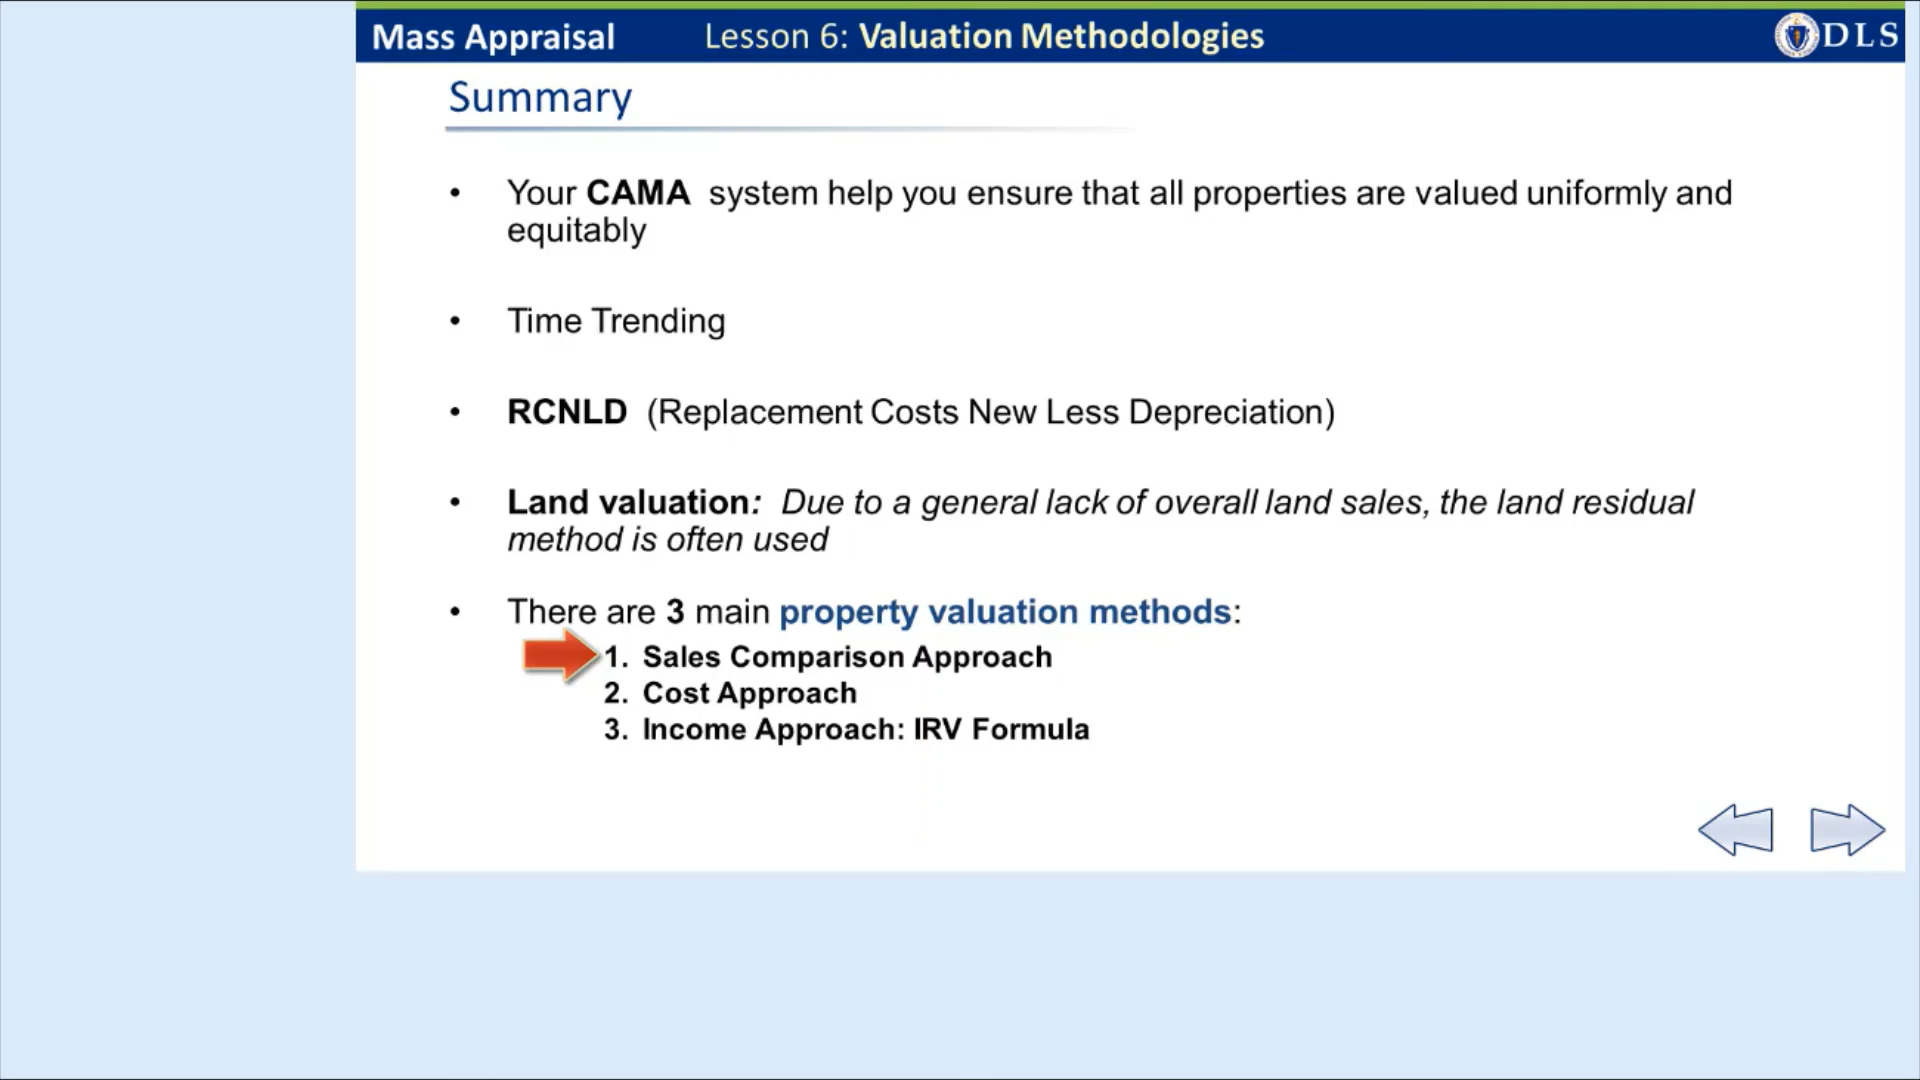 Mass Appraisal Lesson 6: Valuation Methodologies DLS
Summary
• Your CAMA system help you ensure that all properties are valued uniformly and
equitably
• Time Trending
• RCNLD (Replacement Costs New Less Depreciation)
• Land valuation: Due to a general lack of overall land sales, the land residual
method is often used
• There are 3 main property valuation methods:
1. Sales Comparison Approach
2. Cost Approach
3. Income Approach: IRV Formula